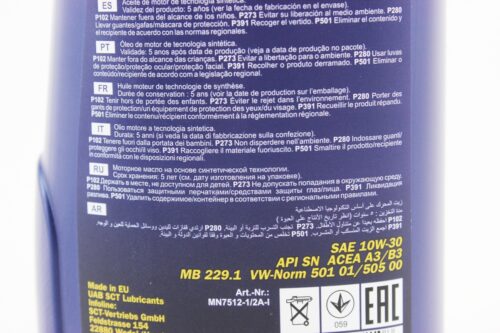 ES Aceite de motor de tecnología sintética.
Validez del producto: 5 años (ver la fecha de producción en el envase).
P102 Mantener fuera del alcance de los niños. P273 Evitar su liberación al medio ambiente. P280
Llevar guantes/gafas/máscara de protección. P391 Recoger el vertido. P501 Eliminar el contenido y
el recipiente de acuerdo con las normas regionales.
PT Óleo de motor de tecnologia sintética.
Validade: 5 anos após data de produção (veja a data de produção no pacote).
P102 Manter fora do alcance das crianças. P273 Evitar a libertação para o ambiente. P280 Usar luvas
de proteção/proteção ocular/proteção facial. P391 Recolher o produto derramado. P501 Eliminar o
conteúdo/recipiente de acordo com legislação regional.
FR Huile moteur de technologie de synthèse.
Durée de conservation : 5 ans (voir la date de production sur l'emballage).
P102 Tenir hors de portée des enfants. P273 Éviter le rejet dans l'environnement. P280 Porter des
gants de protection/un équipement de protection des yeux/du visage. P391 Recueillir le produit répandu.
P501 Éliminer le contenu/récipient conformément à la réglementation régionale.
IT Olio motore a tecnologia sintetica.
Durata: 5 anni (si veda la data di fabbricazione sulla confezione).
P102 Tenere fuori dalla portata dei bambini. P273 Non disperdere nell'ambiente. P280 Indossare guanti/
proteggere gli occhi/il viso. P391 Raccogliere il materiale fuoriuscito. P501 Smaltire il prodotto/recipiente
in conformità con le disposizioni regionali.
RU Моторное масло на основе синтетической технологии.
Срок хранения: 5 лет (см. дату изготовления на упаковке).
P102 Держать в месте, не доступном для детей. P273 Не допускать попадания в окружающую среду.
P280 Пользоваться защитными перчатками/средствами защиты глаз/лица. P391 Ликвидация
разлива. P501 Удалить содержимое/контейнер в соответствии с региональными нормами.
AR
SAE 10W-30
API SN ACEA A3/B3
MB 229.1 VW-Norm 501 01/505 00
Made in EU
UAB SCT Lubricants
Infoline:
SCT-Vertriebs GmbH
Feldstrasse 154
22880 Wedel
MN7512-1/2A-I
059
EAC